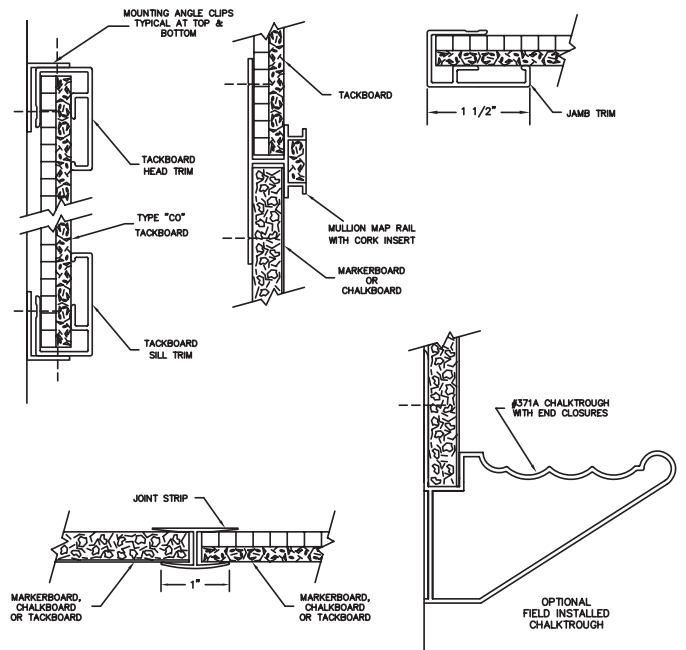 MOUNTING ANGLE CLIPS
TYPICAL AT TOP &
BOTTOM
TACKBOARD
HEAD TRIM
TYPE "CO"
TACKBOARD
TACKBOARD
SILL TRIM
TACKBOARD
MULLION MAP RAIL
WITH CORK INSERT
MARKERBOARD
OR
CHALKBOARD
1 1/2"
JAMB TRIM
#371A CHALKTROUGH
WITH END CLOSURES
OPTIONAL
FIELD INSTALLED
CHALKTROUGH
JOINT STRIP
1"
MARKERBOARD,
CHALKBOARD
OR TACKBOARD
MARKERBOARD,
CHALKBOARD
OR TACKBOARD